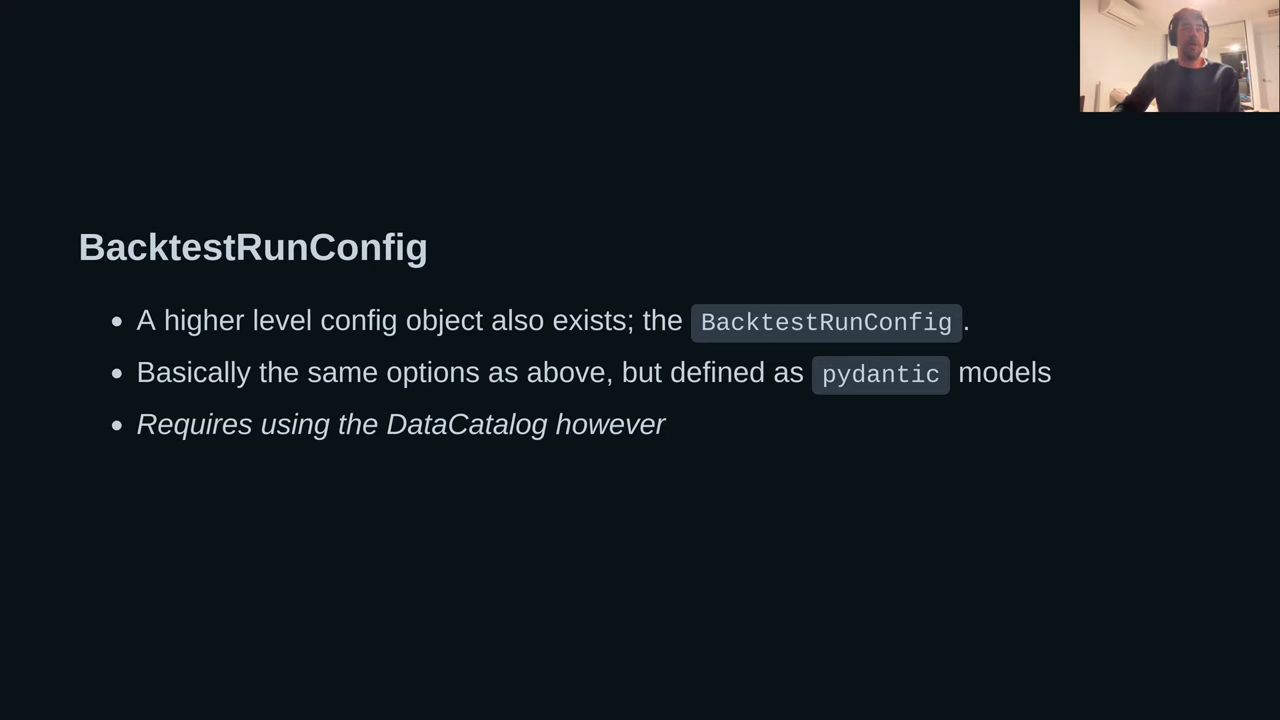 BacktestRunConfig
A higher level config object also exists; the BacktestRunConfig.
Basically the same options as above, but defined as pydantic models
Requires using the DataCatalog however